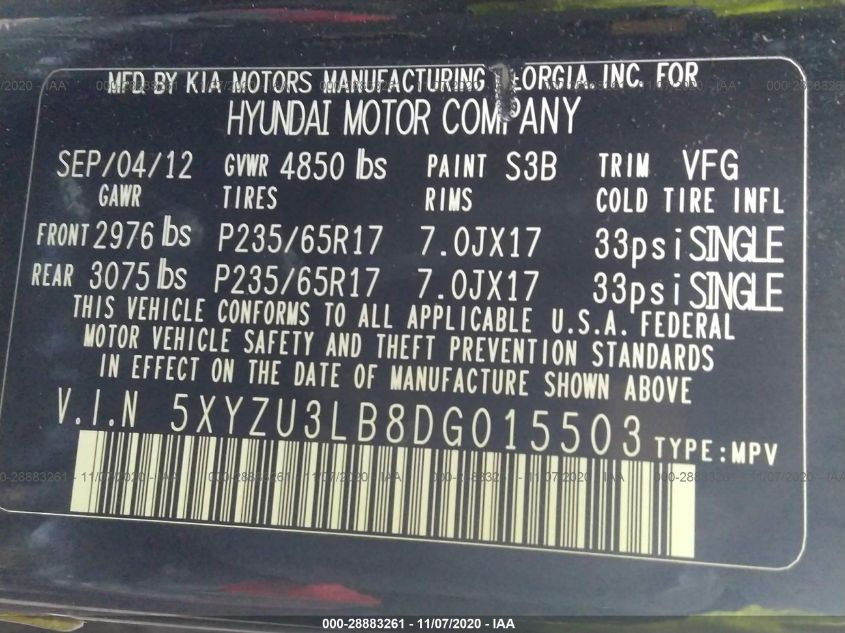 MFD BY KIA MOTORS MANUFACTURING EORGIA, INC. FOR
HYUNDAI MOTOR COMPANY
SEP/04/12 GVWR 4850 lbs PAINT S3B TRIM VFG
GAWR TIRES RIMS COLD TIRE INFL
FRONT 2976 lbs P235/65R17 7.0JX17 33psi SINGLE
REAR 3075 lbs P235/65R17 7.0JX17 33psi SINGLE
THIS VEHICLE CONFORMS TO ALL APPLICABLE U.S.A. FEDERAL
MOTOR VEHICLE SAFETY AND THEFT PREVENTION STANDARDS
IN EFFECT ON THE DATE OF MANUFACTURE SHOWN ABOVE
V.I.N 5XYZU3LB8DG015503 TYPE:MPV
000-28883261 - 11/07/2020 - IAA